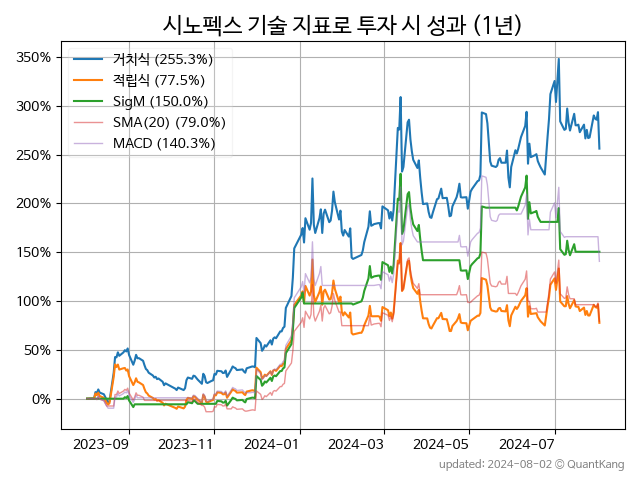 시노펙스 기술 지표로 투자 시 성과 (1년)
거치식 (255.3%)
적립식 (77.5%)
SigM (150.0%)
SMA(20) (79.0%)
MACD (140.3%)
350%
300%
250%
200%
150%
100%
50%
0%
2023-09 2023-11 2024-01 2024-03 2024-05 2024-07
updated: 2024-08-02 @ QuantKang